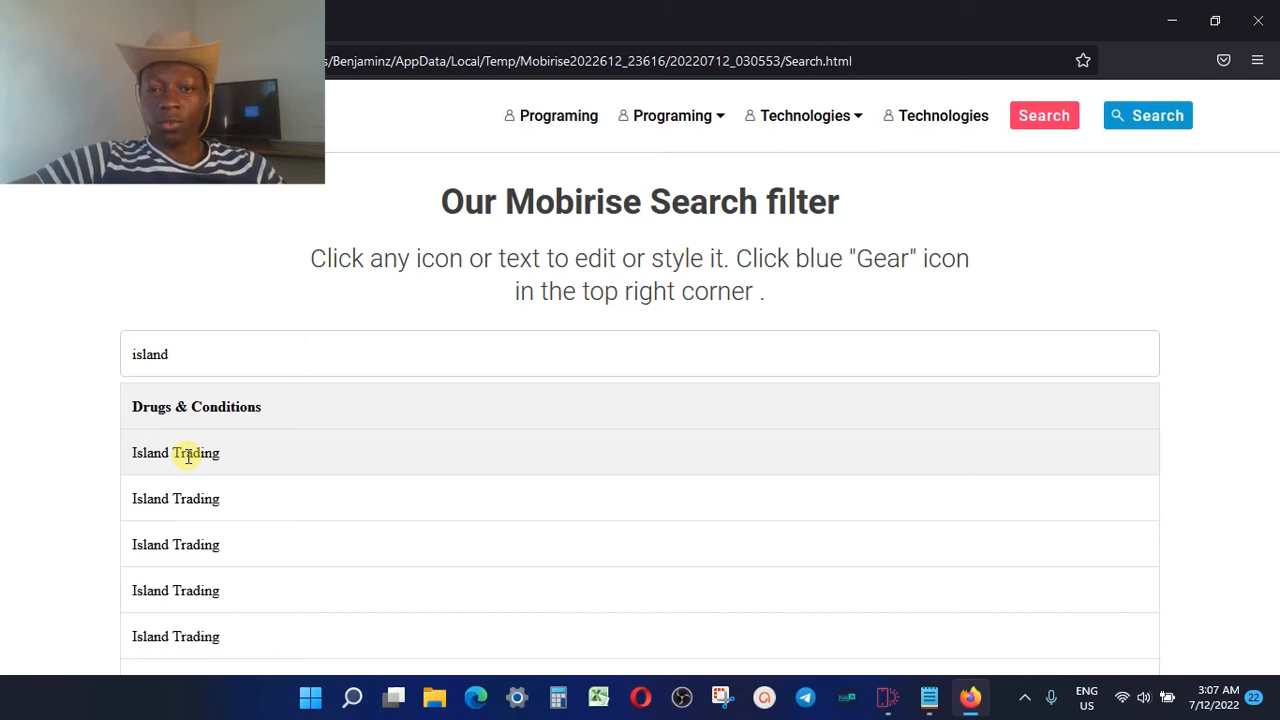 s/Benjaminz/AppData/Local/Temp/Mobirise2022612_23616/20220712_030553/Search.html
Programing Programing Technologies Technologies Search Search
Our Mobirise Search filter
Click any icon or text to edit or style it. Click blue "Gear" icon
in the top right corner .
island
Drugs & Conditions
Island Trading
Island Trading
Island Trading
Island Trading
Island Trading
ENG
US
3:07 AM
7/12/2022
22